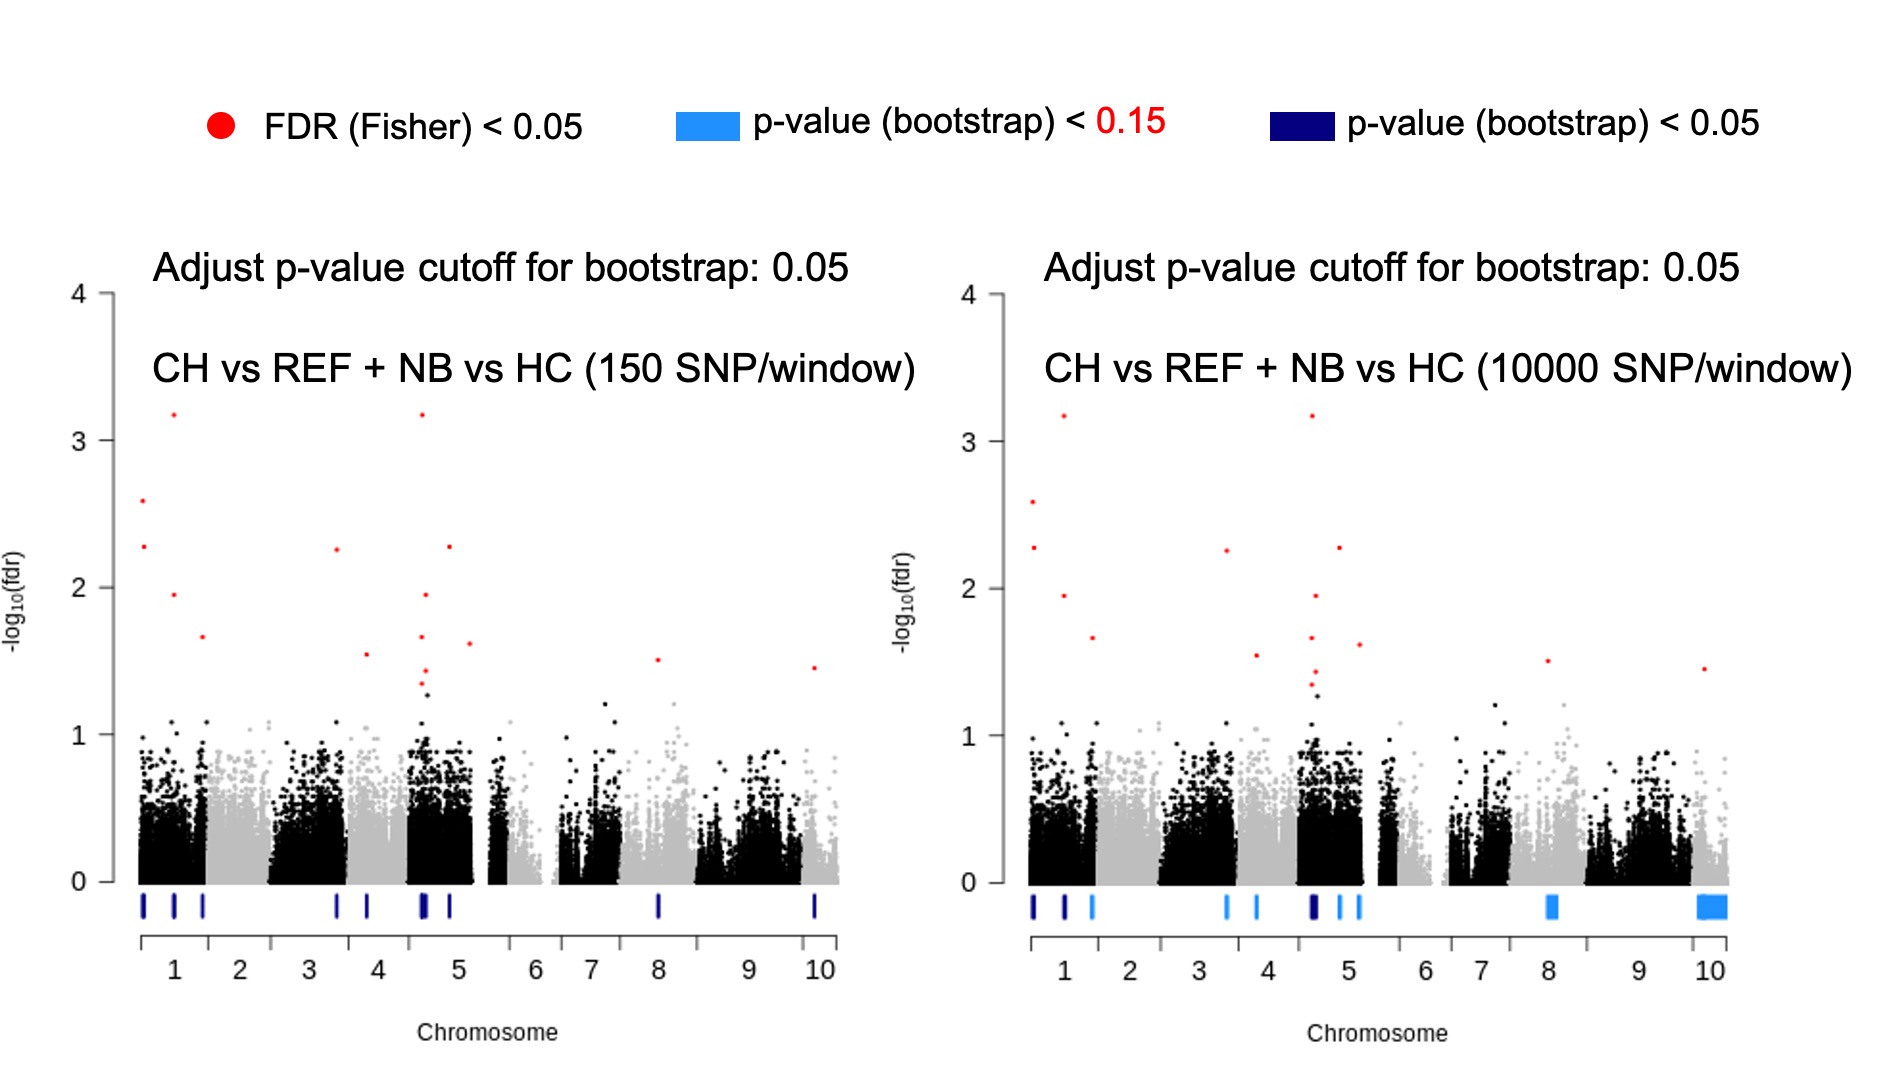 FDR (Fisher) < 0.05
p-value (bootstrap) < 0.15
p-value (bootstrap) < 0.05
Adjust p-value cutoff for bootstrap: 0.05
CH vs REF + NB vs HC (150 SNP/window)
4
3
2
1
0
-log₁₀(fdr)
1 2 3 4 5 6 7 8 9 10
Chromosome
Adjust p-value cutoff for bootstrap: 0.05
CH vs REF + NB vs HC (10000 SNP/window)
4
3
2
1
0
-log₁₀(fdr)
1 2 3 4 5 6 7 8 9 10
Chromosome